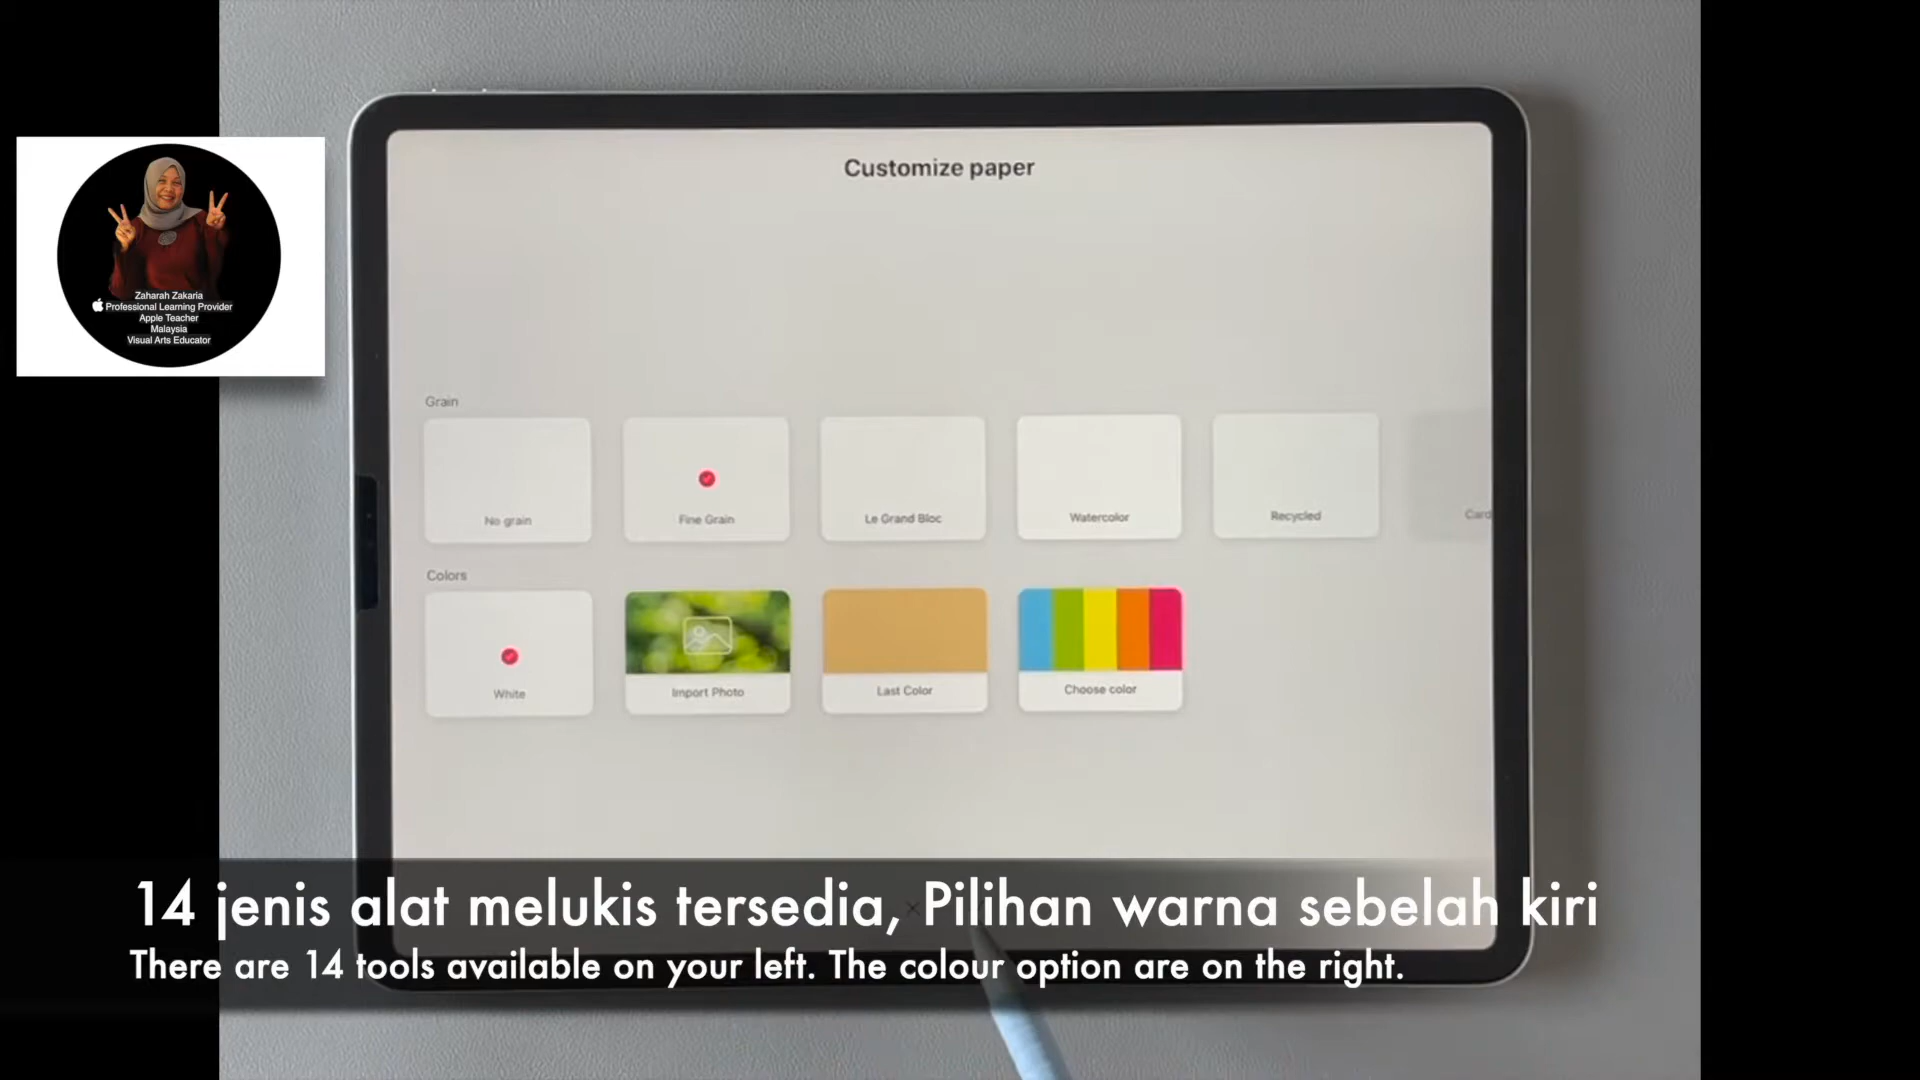 Customize paper
Zaharah Zakaria
Professional Learning Provider
Apple Teacher
Malaysia
Visual Arts Educator
Grain
No grain
Fine Grain
Le Grand Bloc
Watercolor
Recycled
Card
Colors
White
Import Photo
Last Color
Choose color
14 jenis alat melukis tersedia, Pilihan warna sebelah kiri
There are 14 tools available on your left. The colour option are on the right.